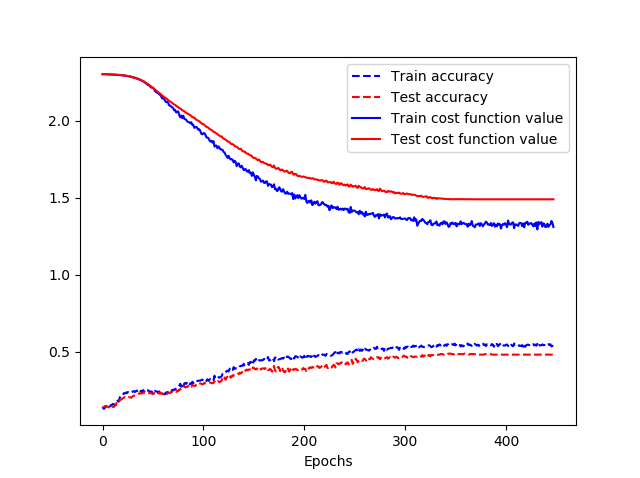 Train accuracy
Test accuracy
Train cost function value
Test cost function value
2.0
1.5
1.0
0.5
0 100 200 300 400
Epochs